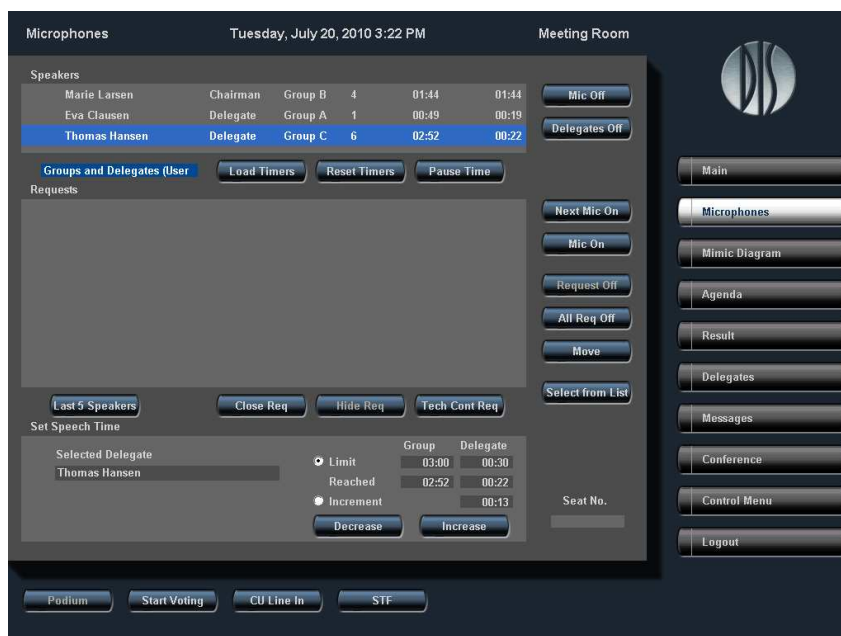 Microphones Tuesday, July 20, 2010 3:22 PM Meeting Room
DIS
Speakers
Marie Larsen Chairman Group B 4 01:44 01:44 Mic Off
Eva Clausen Delegate Group A 1 00:49 00:19
Thomas Hansen Delegate Group C 6 02:52 00:22 Delegates Off
Groups and Delegates (User Load Timers Reset Timers Pause Time Main
Requests
Next Mic On Microphones
Mic On Mimic Diagram
Request Off Agenda
All Req Off
Move Result
Delegates
Select from List
Last 5 Speakers Close Req Hide Req Tech Cont Req Messages
Set Speech Time
Group Delegate
Selected Delegate Limit 03:00 00:30 Conference
Thomas Hansen Reached 02:52 00:22
Increment 00:13 Seat No. Control Menu
Decrease Increase
Logout
Podium Start Voting CU Line In STF